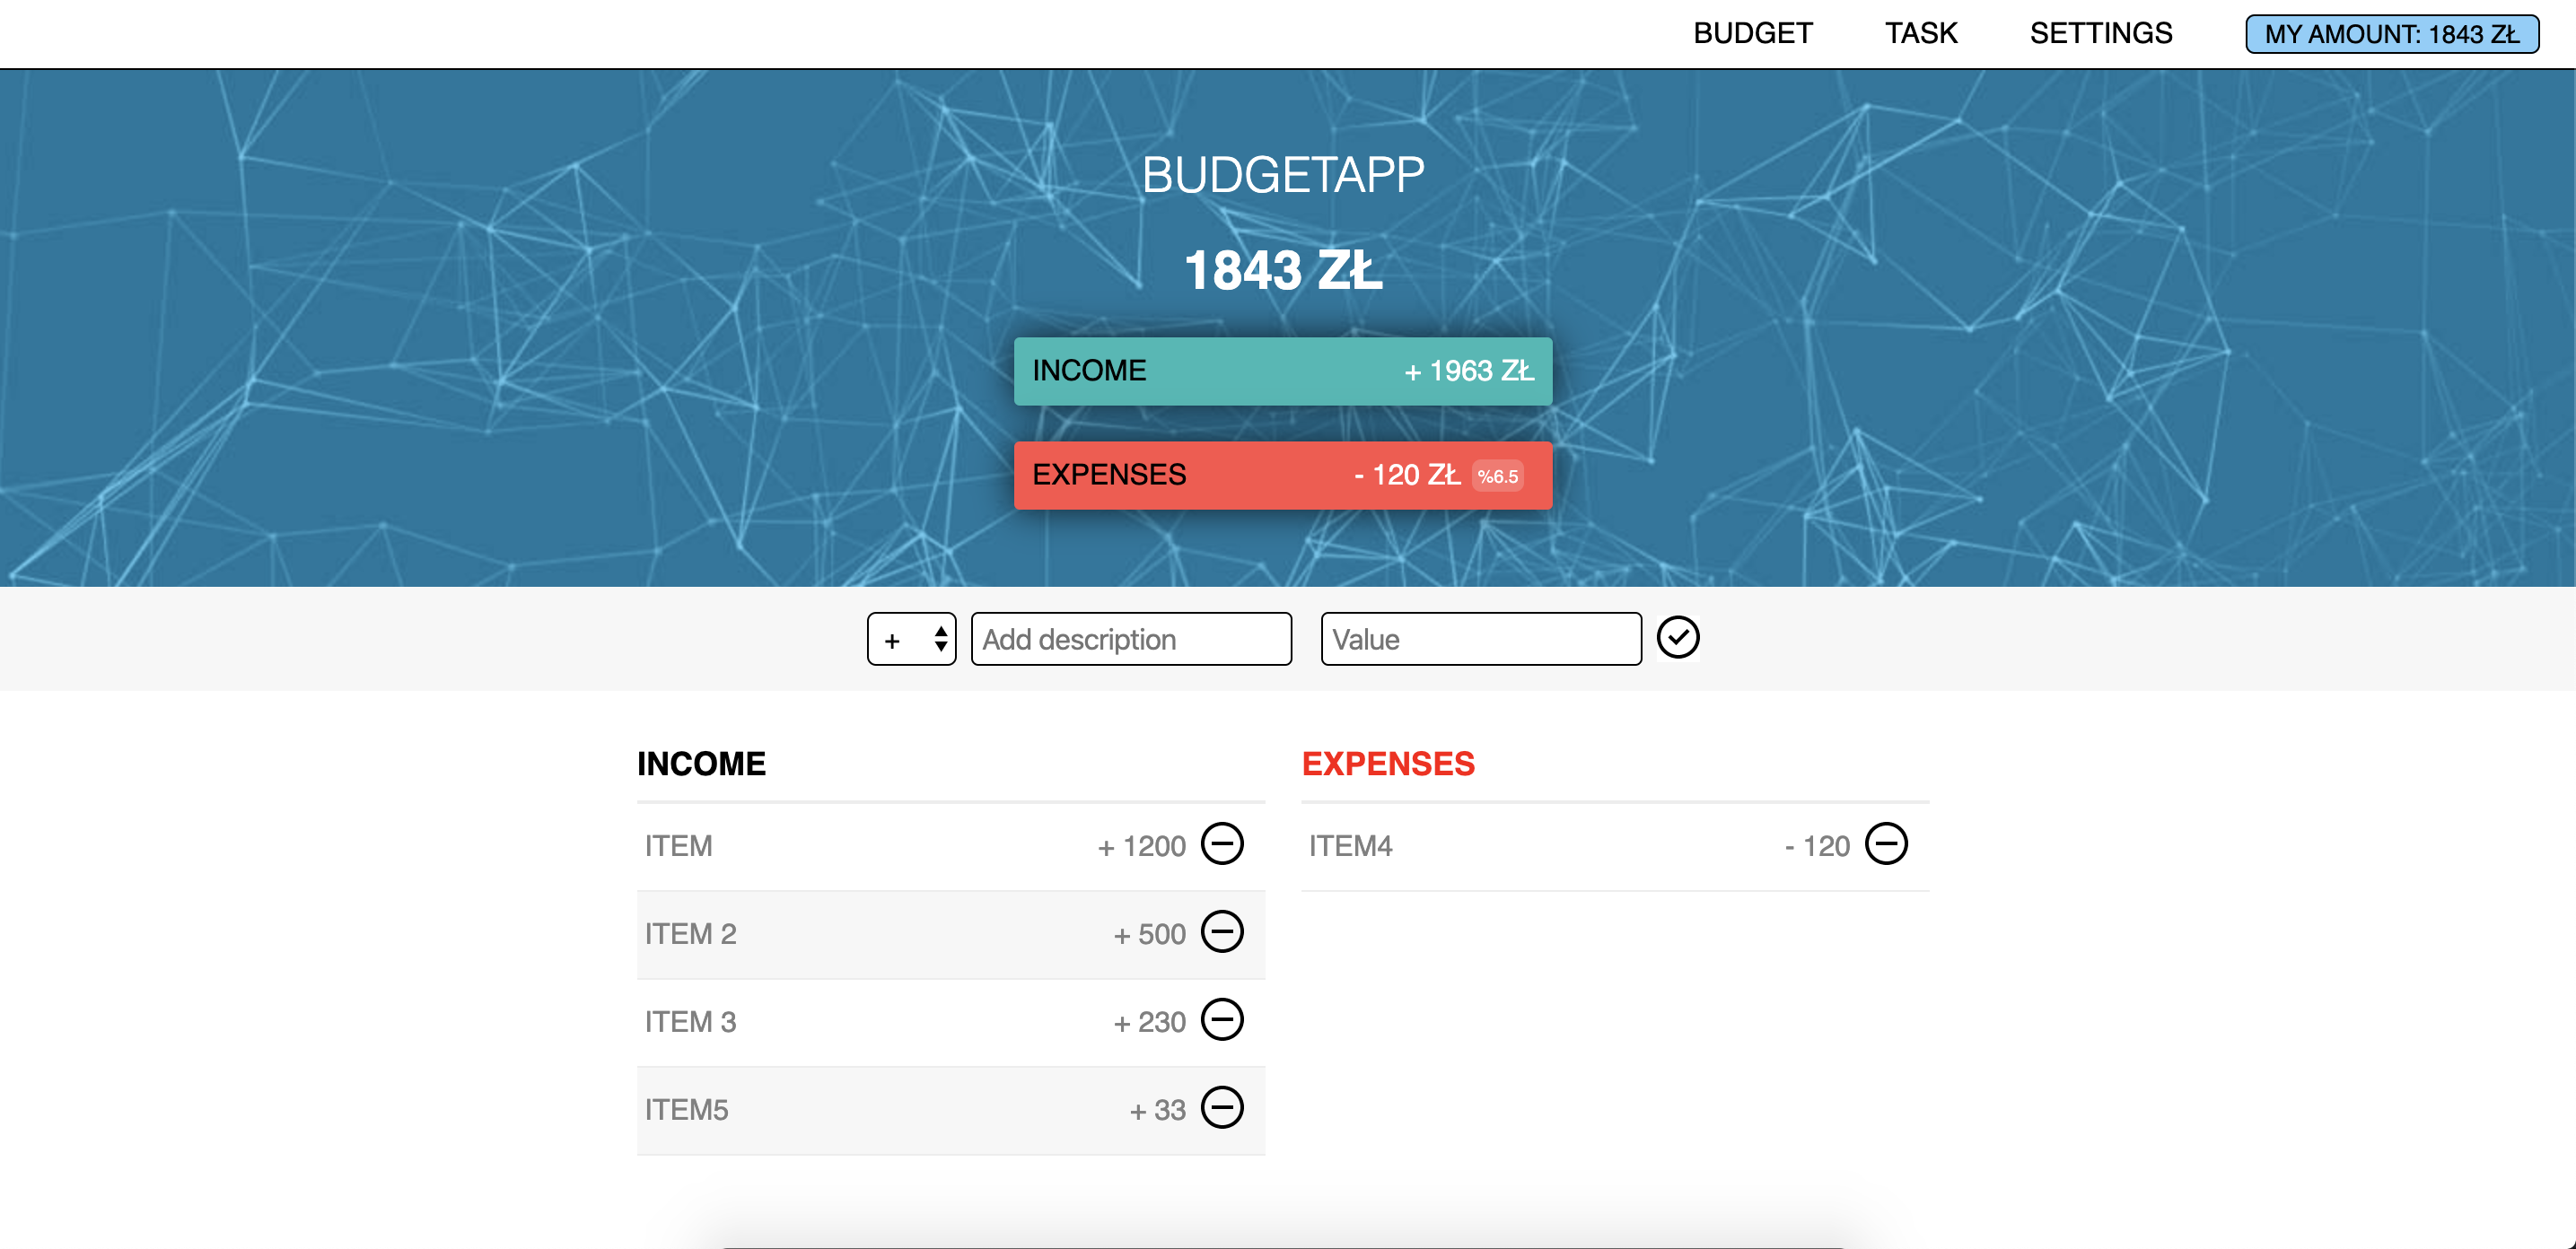 BUDGET TASK SETTINGS MY AMOUNT: 1843 ZŁ
BUDGETAPP
1843 ZŁ
INCOME + 1963 ZŁ
EXPENSES - 120 ZŁ %6.5
+ Add description Value
INCOME EXPENSES
ITEM + 1200 ITEM4 - 120
ITEM 2 + 500
ITEM 3 + 230
ITEM5 + 33